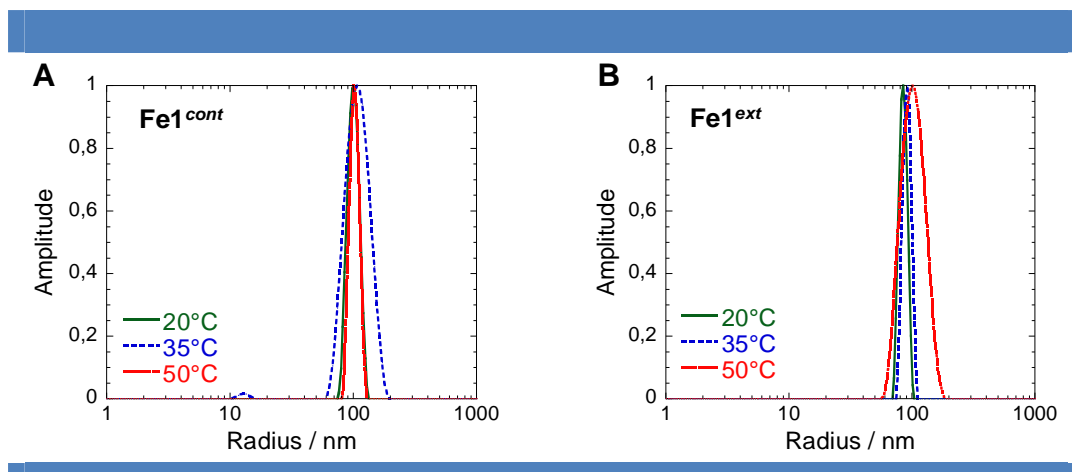 A
Fe1cont
Amplitude
1
0,8
0,6
0,4
0,2
0
20°C
35°C
50°C
1 10 100 1000
Radius / nm
B
Fe1ext
Amplitude
1
0,8
0,6
0,4
0,2
0
20°C
35°C
50°C
1 10 100 1000
Radius / nm